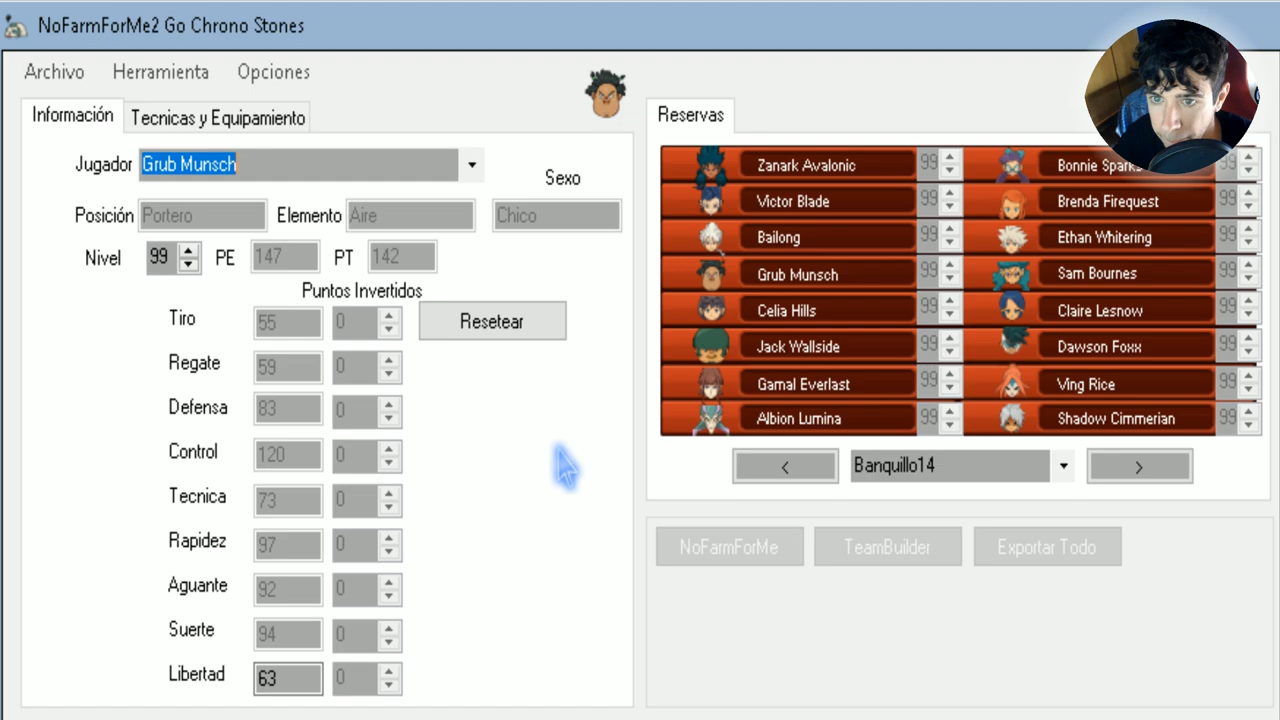 NoFarmForMe2 Go Chrono Stones
Archivo Herramienta Opciones
Información Tecnicas y Equipamiento
Jugador Grub Munsch
Sexo
Posición Portero Elemento Aire Chico
Nivel 99 PE 147 PT 142
Puntos Invertidos
Tiro 55 0 Resetear
Regate 59 0
Defensa 83 0
Control 120 0
Tecnica 73 0
Rapidez 97 0
Aguante 92 0
Suerte 94 0
Libertad 63 0
Reservas
Zanark Avalonic 99 Bonnie 99
Victor Blade 99 Brenda Firequest 99
Bailong 99 Ethan Whitering 99
Grub Munsch 99 Sam Bournes 99
Celia Hills 99 Claire Lesnow 99
Jack Wallside 99 Dawson Foxx 99
Gamal Everlast 99 Ving Rice 99
Albion Lumina 99 Shadow Cimmerian 99
< Banquillo14 >
NoFarmForMe TeamBuilder Exportar Todo